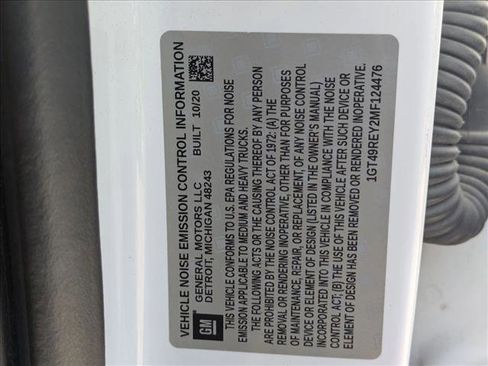 VEHICLE NOISE EMISSION CONTROL INFORMATION
GM
GENERAL MOTORS LLC BUILT 10/20
DETROIT, MICHIGAN 48243
THIS VEHICLE CONFORMS TO U.S. EPA REGULATIONS FOR NOISE
EMISSION APPLICABLE TO MEDIUM AND HEAVY TRUCKS.
THE FOLLOWING ACTS OR THE CAUSING THEREOF BY ANY PERSON
ARE PROHIBITED BY THE NOISE CONTROL ACT OF 1972: (A) THE
REMOVAL OR RENDERING INOPERATIVE, OTHER THAN FOR PURPOSES
OF MAINTENANCE, REPAIR, OR REPLACEMENT, OF ANY NOISE CONTROL
DEVICE OR ELEMENT OF DESIGN (LISTED IN THE OWNER'S MANUAL)
INCORPORATED INTO THIS VEHICLE IN COMPLIANCE WITH THE NOISE
CONTROL ACT; (B) THE USE OF THIS VEHICLE AFTER SUCH DEVICE OR
ELEMENT OF DESIGN HAS BEEN REMOVED OR RENDERED INOPERATIVE.
1GT49REY2MF124476